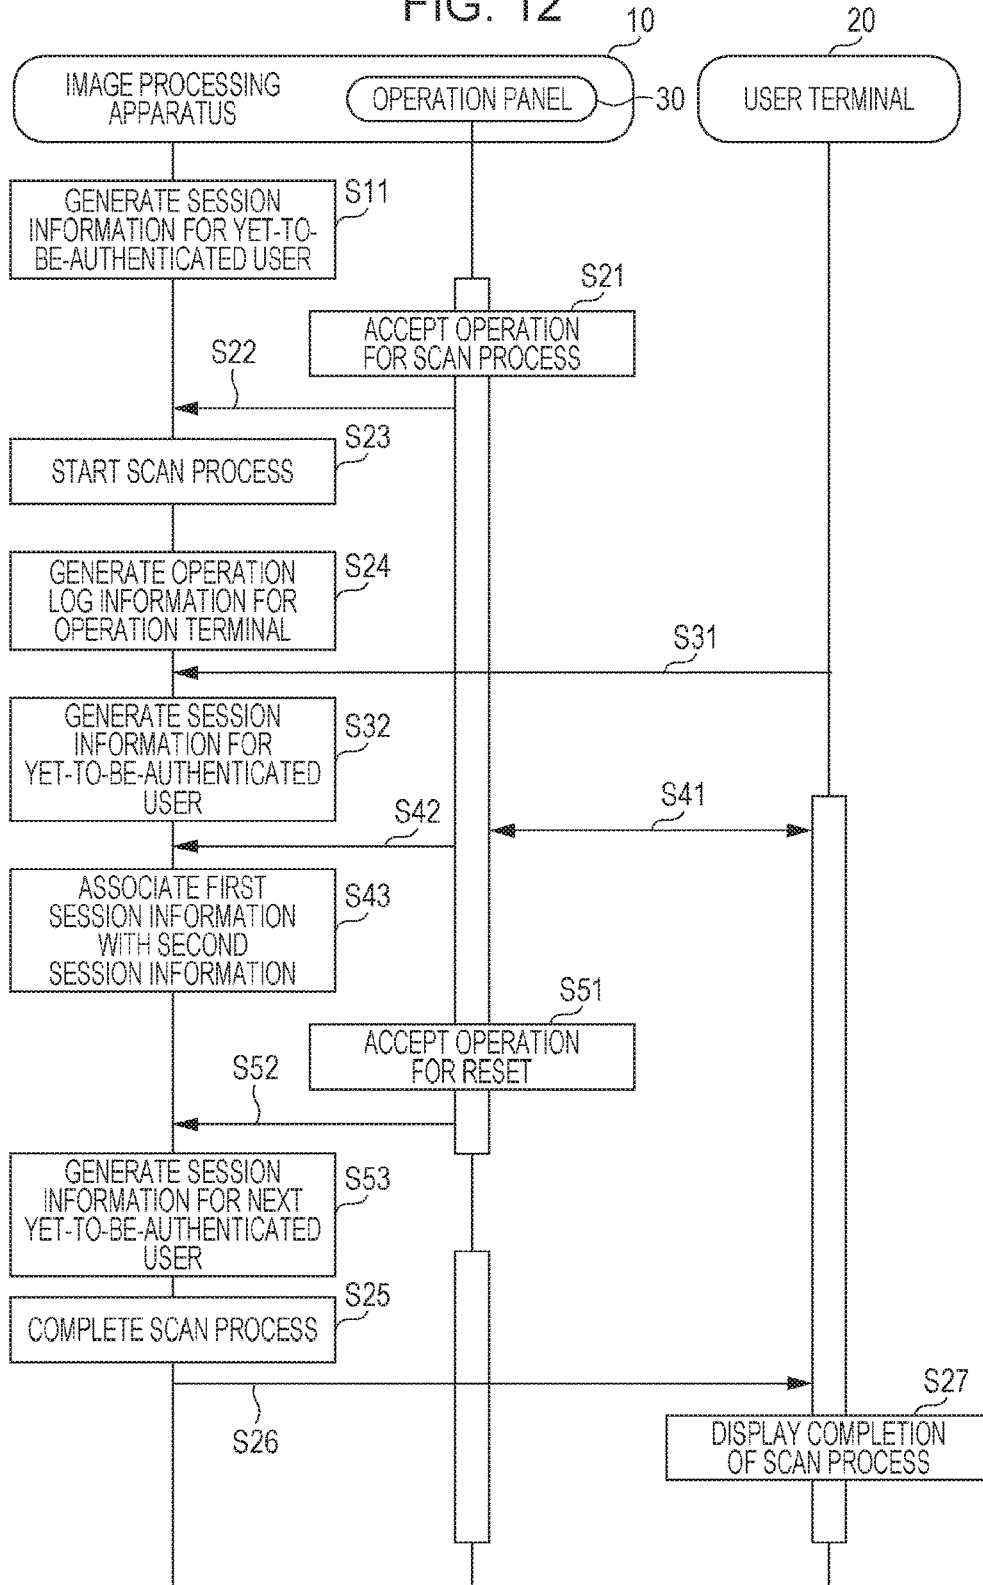 FIG. 12
10
20
IMAGE PROCESSING
APPARATUS
OPERATION PANEL
30
USER TERMINAL
S11
GENERATE SESSION
INFORMATION FOR YET-TO-
BE-AUTHENTICATED USER
S21
ACCEPT OPERATION
FOR SCAN PROCESS
S22
S23
START SCAN PROCESS
S24
GENERATE OPERATION
LOG INFORMATION FOR
OPERATION TERMINAL
S31
GENERATE SESSION
INFORMATION FOR
YET-TO-BE-AUTHENTICATED
USER
S32
S41
S42
ASSOCIATE FIRST
SESSION INFORMATION
WITH SECOND
SESSION INFORMATION
S43
S51
ACCEPT OPERATION
FOR RESET
S52
GENERATE SESSION
INFORMATION FOR NEXT
YET-TO-BE-AUTHENTICATED
USER
S53
S25
COMPLETE SCAN PROCESS
S26
S27
DISPLAY COMPLETION
OF SCAN PROCESS